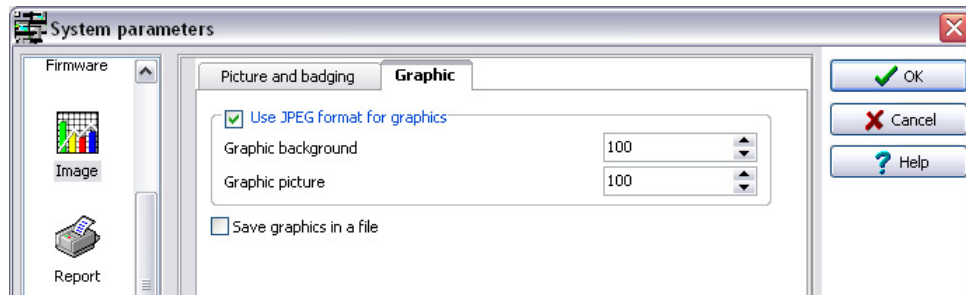 System parameters
Firmware
Image
Report
Picture and badging
Graphic
Use JPEG format for graphics
Graphic background 100
Graphic picture 100
Save graphics in a file
OK
Cancel
Help